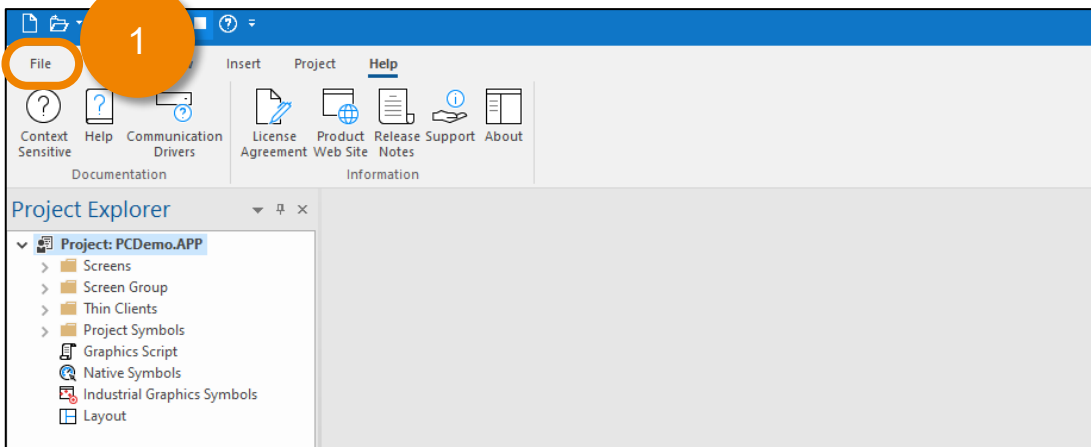 1
File Insert Project Help
Context Sensitive
Help
Communication Drivers
License Agreement
Product Web Site
Release Notes
Support
About
Documentation
Information
Project Explorer
Project: PCDemo.APP
Screens
Screen Group
Thin Clients
Project Symbols
Graphics Script
Native Symbols
Industrial Graphics Symbols
Layout